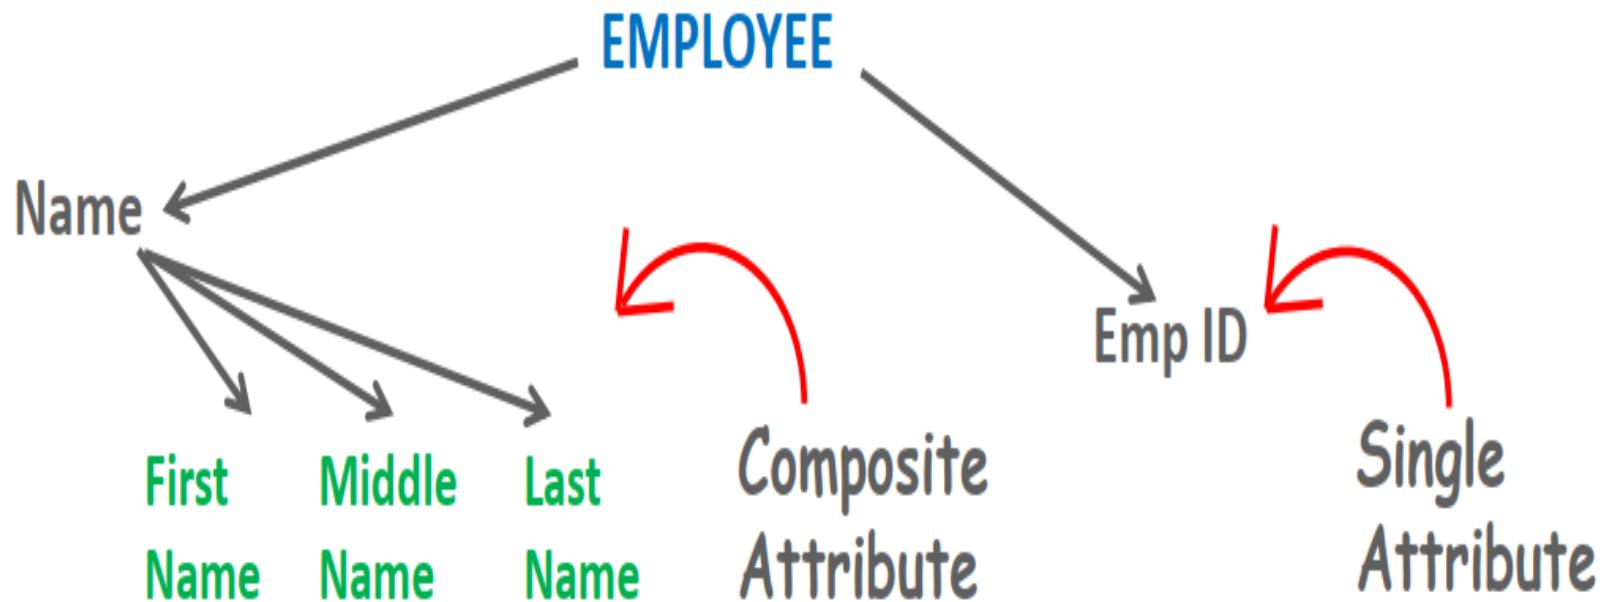 EMPLOYEE
Name
Emp ID
First
Name
Middle
Name
Last
Name
Composite
Attribute
Single
Attribute